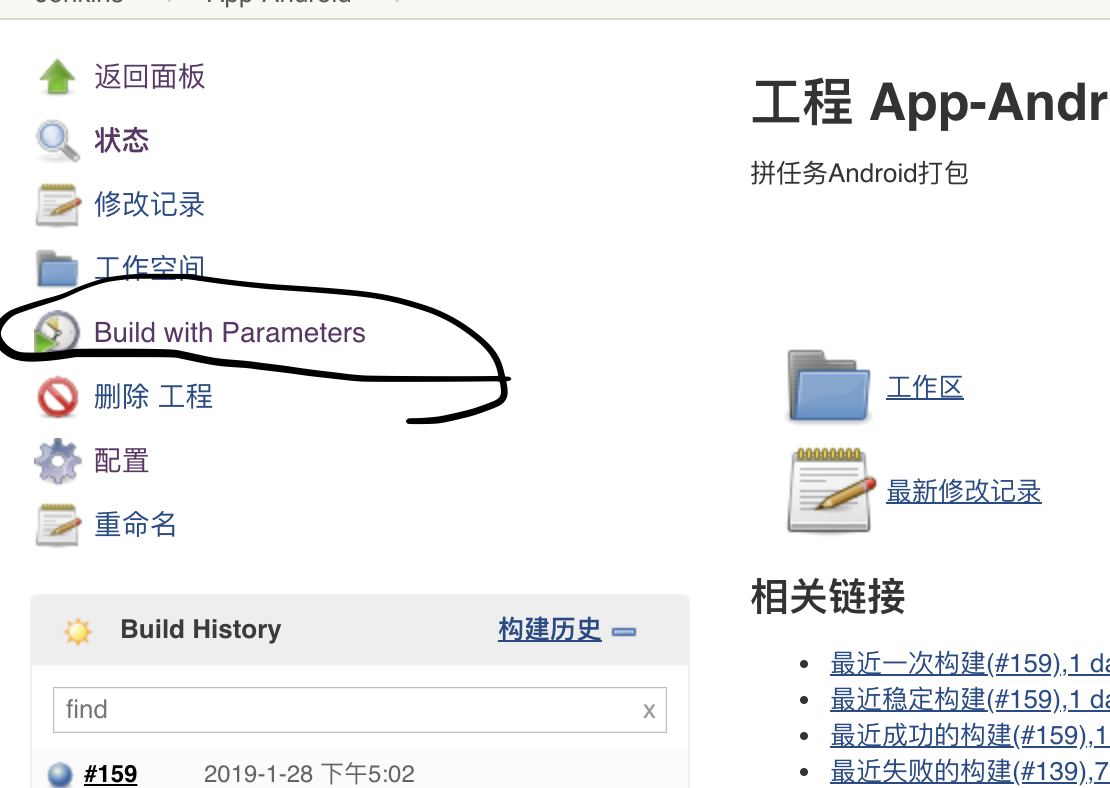 Jenkins
App-Android
返回面板
状态
修改记录
工作空间
Build with Parameters
删除 工程
配置
重命名
Build History
构建历史
find
x
#159
2019-1-28 下午5:02
工程 App-Andr
拼任务Android打包
工作区
最新修改记录
相关链接
最近一次构建(#159),1 da
最近稳定构建(#159),1 da
最近成功的构建(#159),1
最近失败的构建(#139),7